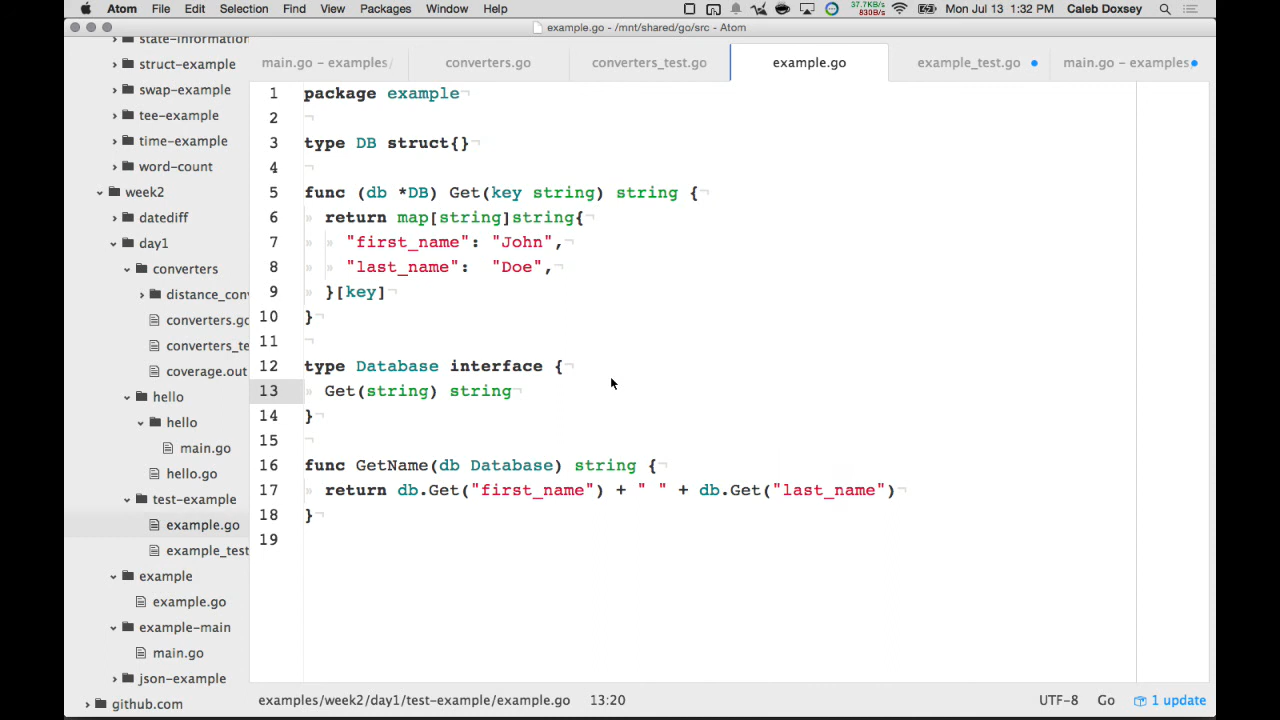 Atom File Edit Selection Find View Packages Window Help 37.7KB/s 830B/s Mon Jul 13 1:32 PM Caleb Doxsey
example.go - /mnt/shared/go/src - Atom
main.go – examples/ converters.go converters_test.go example.go example_test.go main.go – examples
state-information
struct-example
swap-example
tee-example
time-example
word-count
week2
datediff
day1
converters
distance_con
converters.go
converters_te
coverage.out
hello
hello
main.go
hello.go
test-example
example.go
example_test
example
example.go
example-main
main.go
json-example
github.com
1 package example
2
3 type DB struct{}
4
5 func (db *DB) Get(key string) string {
6 return map[string]string{
7 "first_name": "John",
8 "last_name":  "Doe",
9 }[key]
10 }
11
12 type Database interface {
13 Get(string) string
14 }
15
16 func GetName(db Database) string {
17 return db.Get("first_name") + " " + db.Get("last_name")
18 }
19
examples/week2/day1/test-example/example.go 13:20 UTF-8 Go 1 update